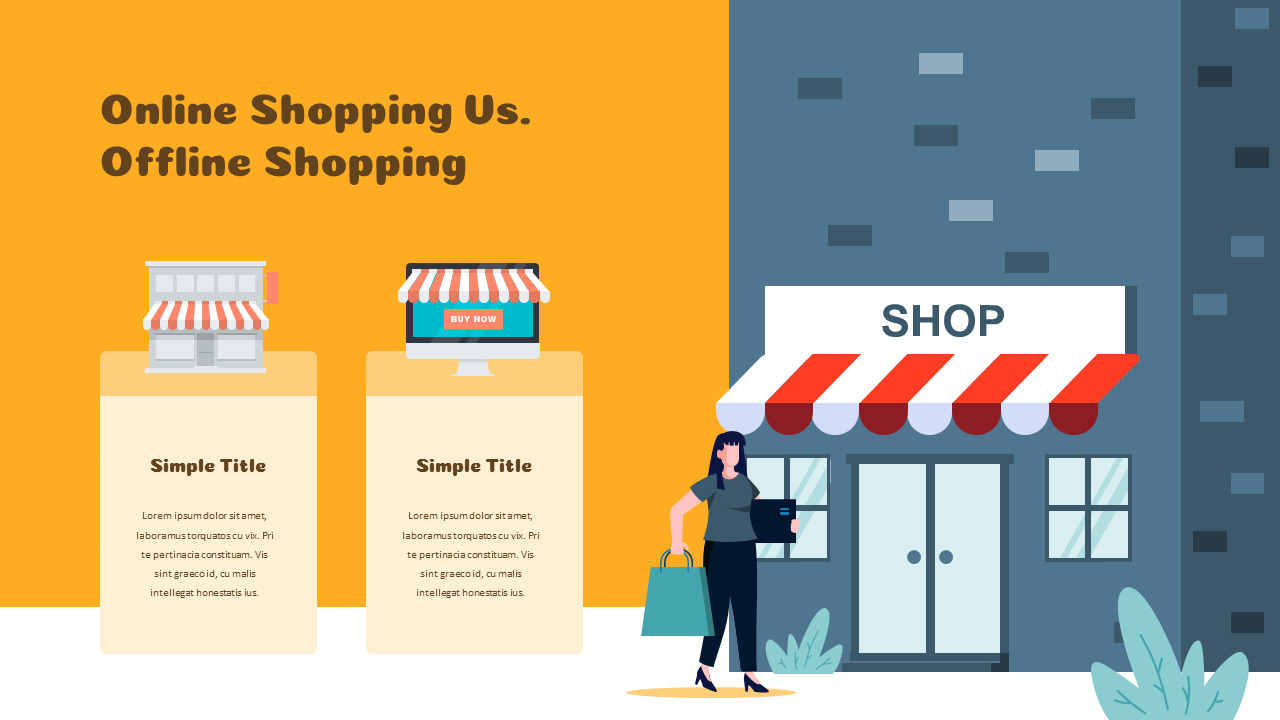 Online Shopping Us.
Offline Shopping
SHOP
BUY NOW
Simple Title
Lorem ipsum dolor sit amet,
laboramus torquatos cu vix. Pri
te pertinacia constituam. Vis
sint graeco id, cu malis
intellegat honestatis ius.
Simple Title
Lorem ipsum dolor sit amet,
laboramus torquatos cu vix. Pri
te pertinacia constituam. Vis
sint graeco id, cu malis
intellegat honestatis ius.